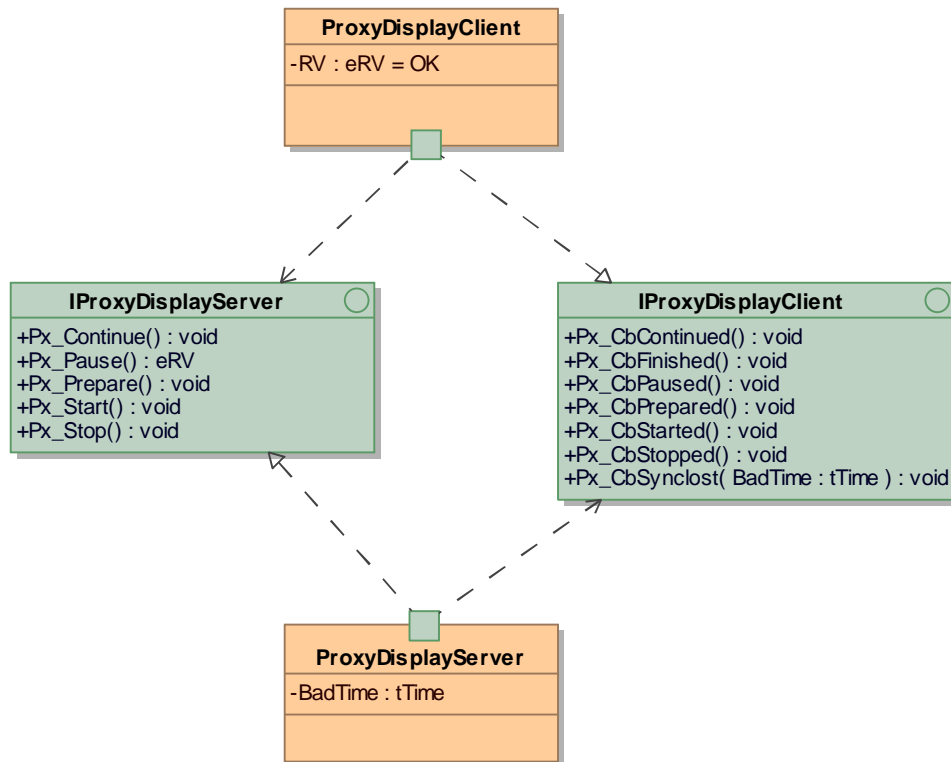 ProxyDisplayClient
-RV : eRV = OK
IProxyDisplayServer
+Px_Continue() : void
+Px_Pause() : eRV
+Px_Prepare() : void
+Px_Start() : void
+Px_Stop() : void
IProxyDisplayClient
+Px_CbContinued() : void
+Px_CbFinished() : void
+Px_CbPaused() : void
+Px_CbPrepared() : void
+Px_CbStarted() : void
+Px_CbStopped() : void
+Px_CbSynclost( BadTime : tTime ) : void
ProxyDisplayServer
-BadTime : tTime